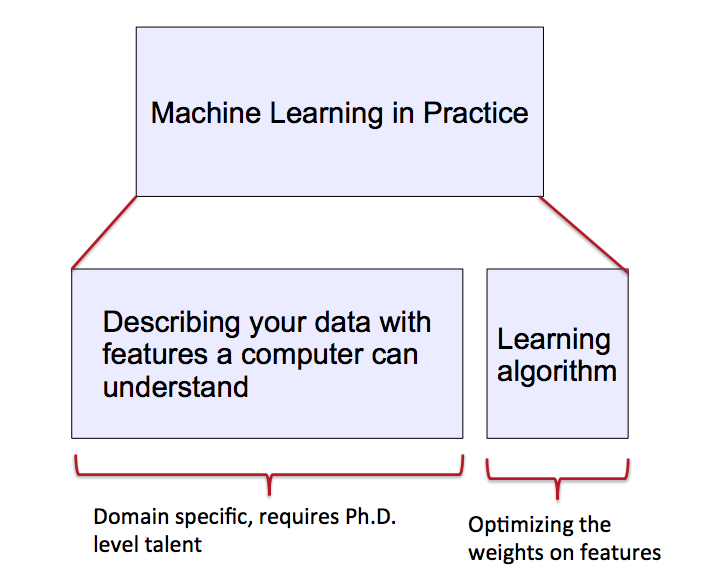 Machine Learning in Practice
Describing your data with
features a computer can
understand
Learning
algorithm
Domain specific, requires Ph.D.
level talent
Optimizing the
weights on features